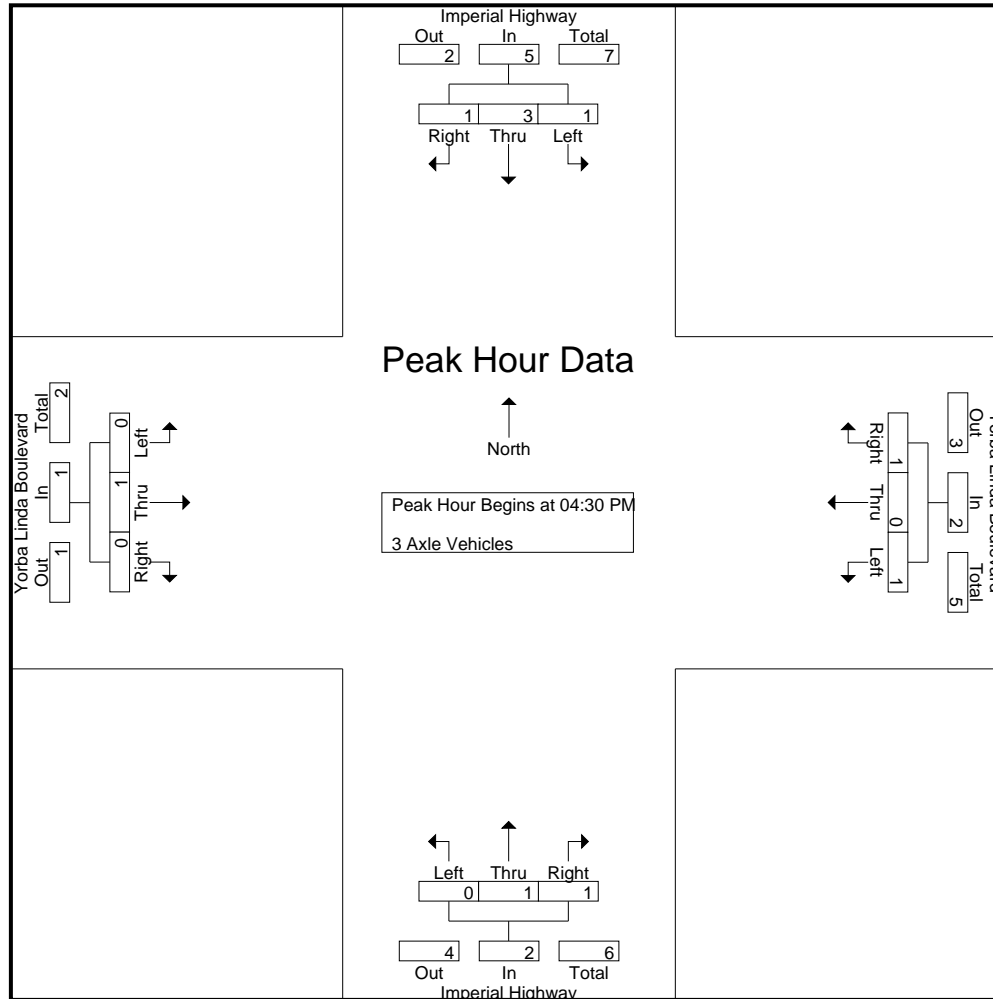 Imperial Highway
Out In Total
2 5 7
1 3 1
Right Thru Left
Peak Hour Data
North
Peak Hour Begins at 04:30 PM
3 Axle Vehicles
Yorba Linda Boulevard
Out In Total
1 1 2
Left Thru Right
0 1 0
Yorba Linda Boulevard
Out In Total
3 2 5
1 0 1
Right Thru Left
Left Thru Right
0 1 1
4 2 6
Out In Total
Imperial Highway